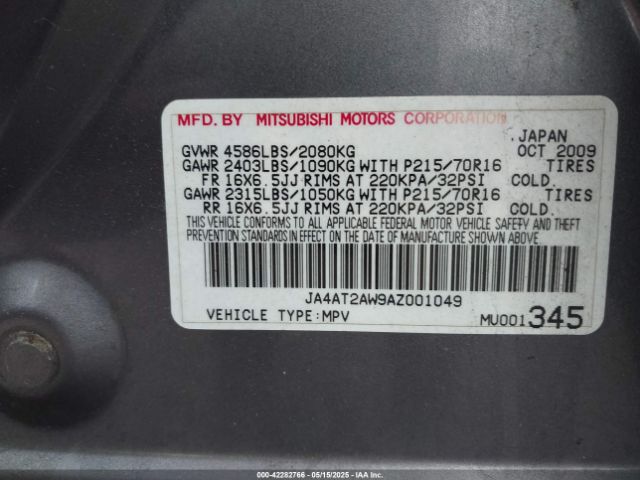 MFD. BY MITSUBISHI MOTORS CORPORATION
, JAPAN
GVWR 4586LBS/2080KG OCT 2009
GAWR 2403LBS/1090KG WITH P215/70R16 TIRES
FR 16X6.5JJ RIMS AT 220KPA/32PSI COLD.
GAWR 2315LBS/1050KG WITH P215/70R16 TIRES
RR 16X6.5JJ RIMS AT 220KPA/32PSI COLD.
THIS VEHICLE CONFORMS TO ALL APPLICABLE FEDERAL MOTOR VEHICLE SAFETY AND THEFT
PREVENTION STANDARDS IN EFFECT ON THE DATE OF MANUFACTURE SHOWN ABOVE.
JA4AT2AW9AZ001049
VEHICLE TYPE:MPV MU001345
000-42282766 - 05/15/2025 - IAA Inc.